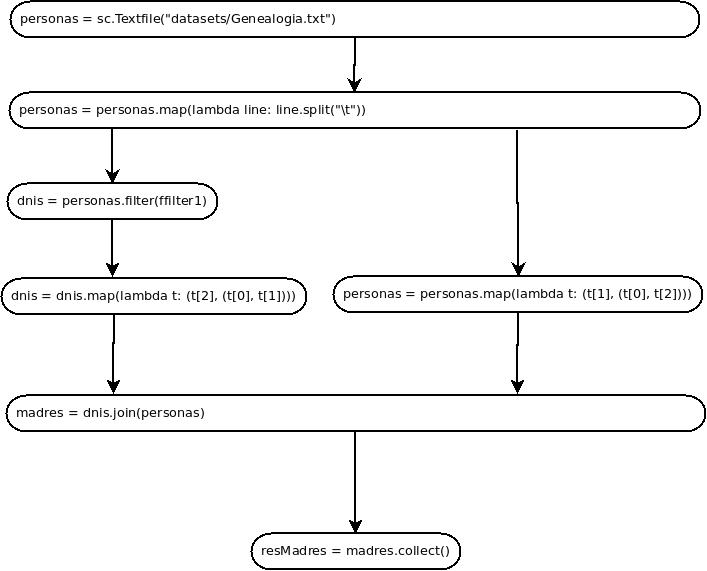 personas = sc.Textfile("datasets/Genealogia.txt")
personas = personas.map(lambda line: line.split("\t"))
dnis = personas.filter(ffilter1)
dnis = dnis.map(lambda t: (t[2], (t[0], t[1])))
personas = personas.map(lambda t: (t[1], (t[0], t[2])))
madres = dnis.join(personas)
resMadres = madres.collect()